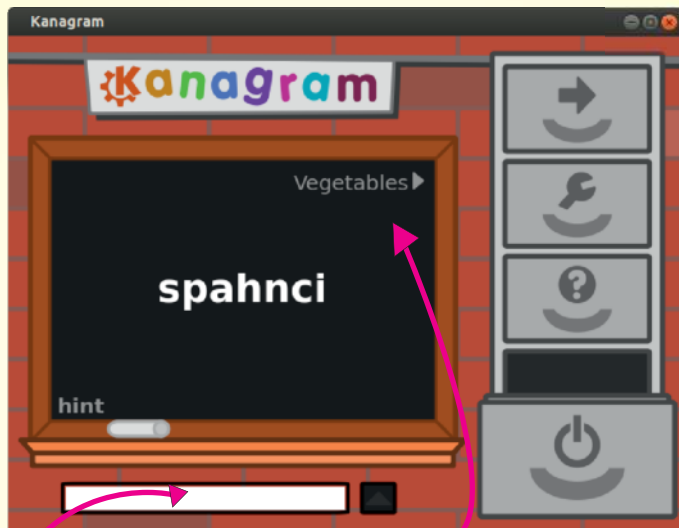 Kanagram
Kanagram
Vegetables
spahnci
hint